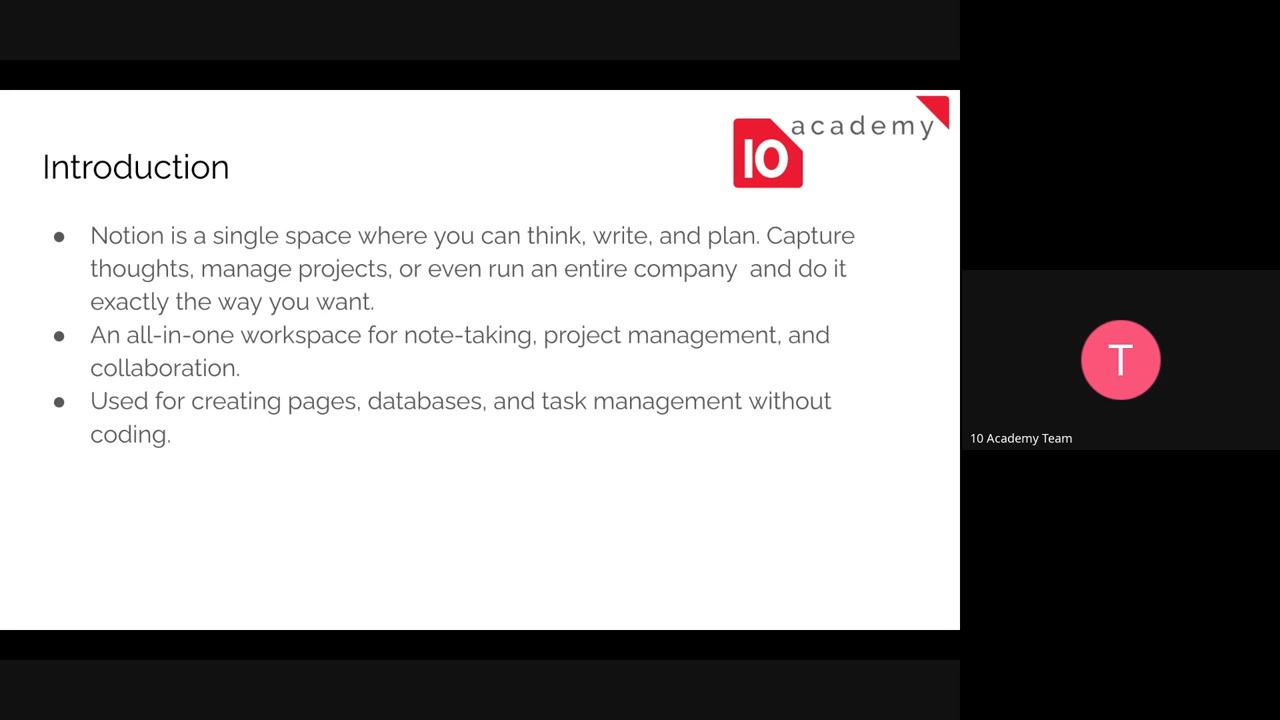 academy
10
Introduction
● Notion is a single space where you can think, write, and plan. Capture
thoughts, manage projects, or even run an entire company  and do it
exactly the way you want.
● An all-in-one workspace for note-taking, project management, and
collaboration.
● Used for creating pages, databases, and task management without
coding.
T
10 Academy Team